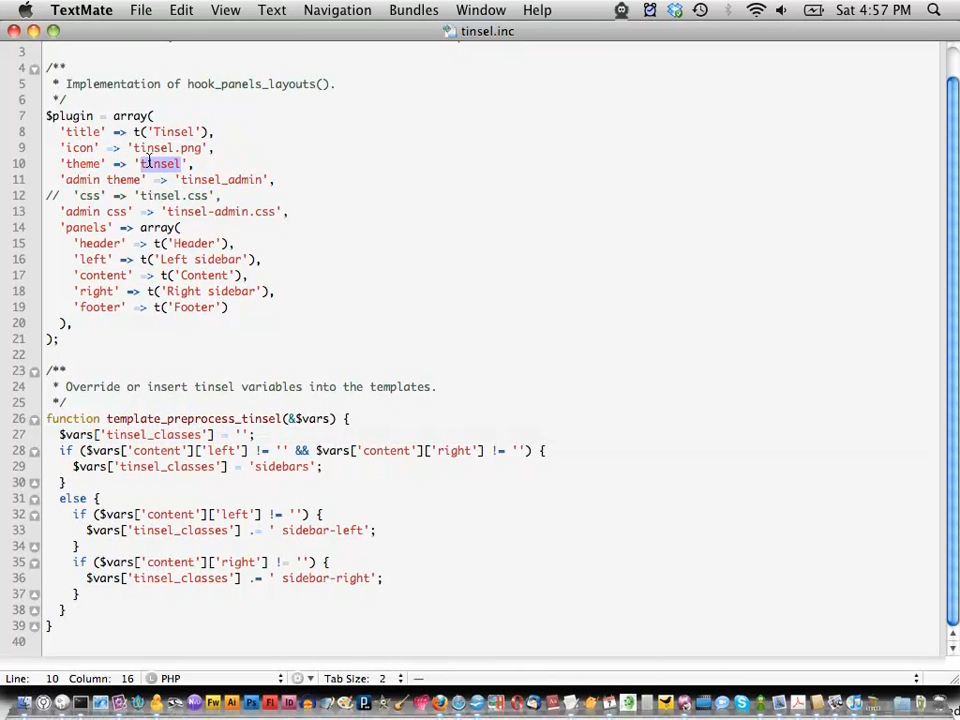 TextMate File Edit View Text Navigation Bundles Window Help Sat 4:57 PM
tinsel.inc
3
4 /**
5 * Implementation of hook_panels_layouts().
6 */
7 $plugin = array(
8 'title' => t('Tinsel'),
9 'icon' => 'tinsel.png',
10 'theme' => 'tinsel',
11 'admin theme' => 'tinsel_admin',
12 // 'css' => 'tinsel.css',
13 'admin css' => 'tinsel-admin.css',
14 'panels' => array(
15 'header' => t('Header'),
16 'left' => t('Left sidebar'),
17 'content' => t('Content'),
18 'right' => t('Right sidebar'),
19 'footer' => t('Footer')
20 ),
21 );
22
23 /**
24 * Override or insert tinsel variables into the templates.
25 */
26 function template_preprocess_tinsel(&$vars) {
27 $vars['tinsel_classes'] = '';
28 if ($vars['content']['left'] != '' && $vars['content']['right'] != '') {
29 $vars['tinsel_classes'] = 'sidebars';
30 }
31 else {
32 if ($vars['content']['left'] != '') {
33 $vars['tinsel_classes'] .= ' sidebar-left';
34 }
35 if ($vars['content']['right'] != '') {
36 $vars['tinsel_classes'] .= ' sidebar-right';
37 }
38 }
39 }
40
Line: 10 Column: 16 PHP Tab Size: 2 —
Fw Ai Ps Fl Id